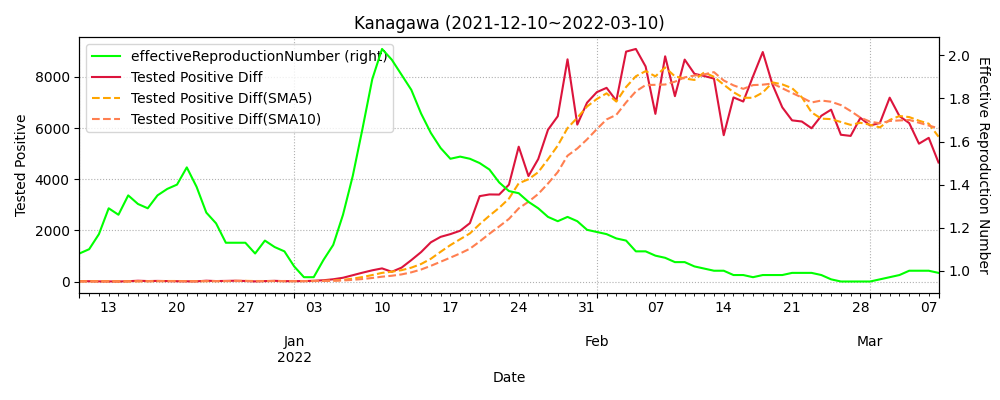 Kanagawa (2021-12-10~2022-03-10)
effectiveReproductionNumber (right)
Tested Positive Diff
Tested Positive Diff(SMA5)
Tested Positive Diff(SMA10)
Tested Positive
8000
6000
4000
2000
0
2.0
1.8
1.6
1.4
1.2
1.0
Effective Reproduction Number
13 20 27 03 10 17 24 31 07 14 21 28 07
Jan Feb Mar
2022
Date